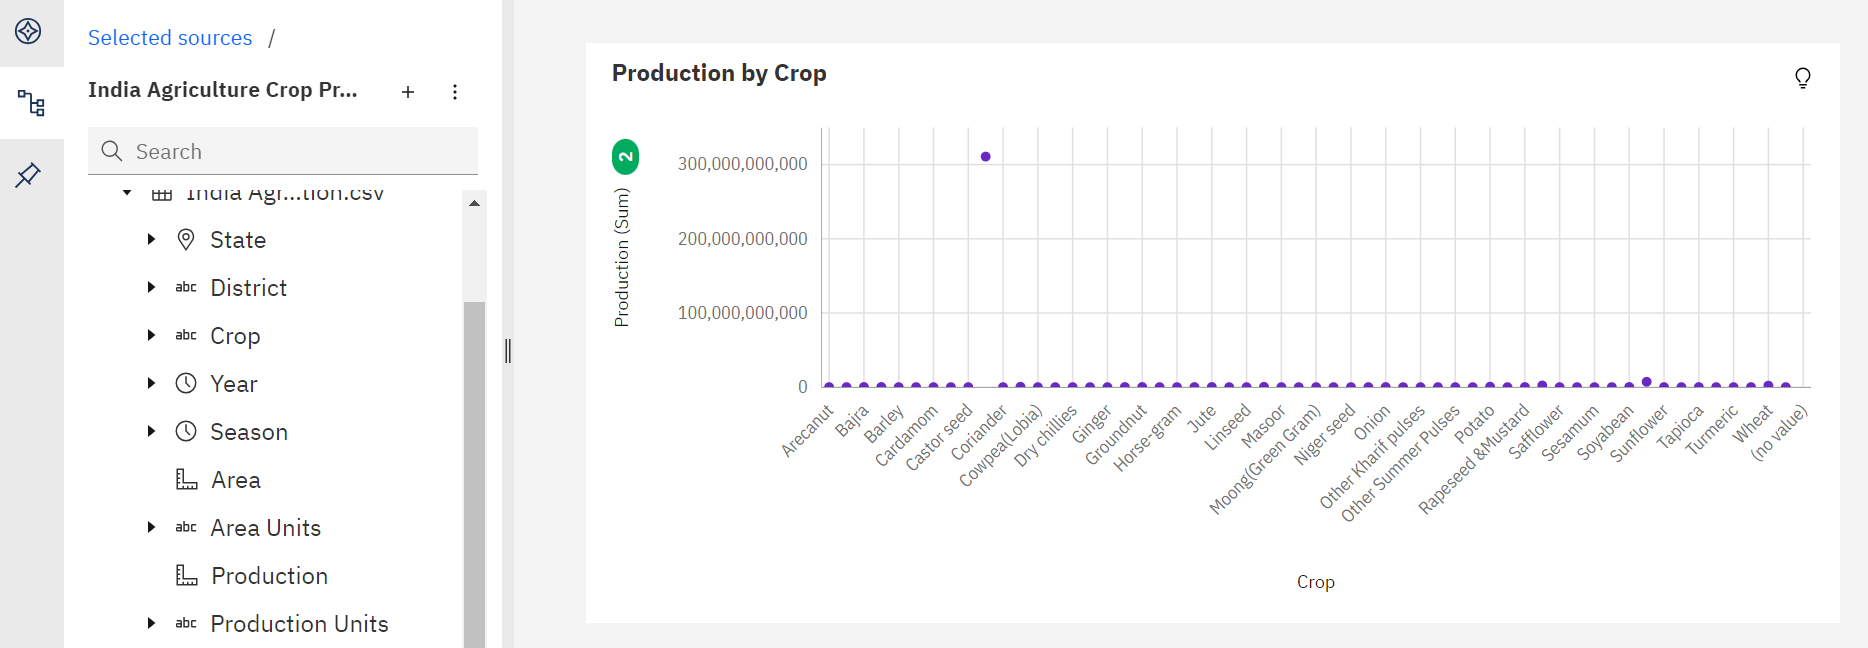 Selected sources /
India Agriculture Crop Pr...
Search
India Agr...tion.csv
State
abc District
abc Crop
Year
Season
Area
abc Area Units
Production
abc Production Units
Production by Crop
2
Production (Sum)
300,000,000,000
200,000,000,000
100,000,000,000
0
Arecanut
Bajra
Barley
Cardamom
Castor seed
Coriander
Cowpea(Lobia)
Dry chillies
Ginger
Groundnut
Horse-gram
Jute
Linseed
Masoor
Moong(Green Gram)
Niger seed
Onion
Other Kharif pulses
Other Summer Pulses
Potato
Rapeseed &Mustard
Safflower
Sesamum
Soyabean
Sunflower
Tapioca
Turmeric
Wheat
(no value)
Crop